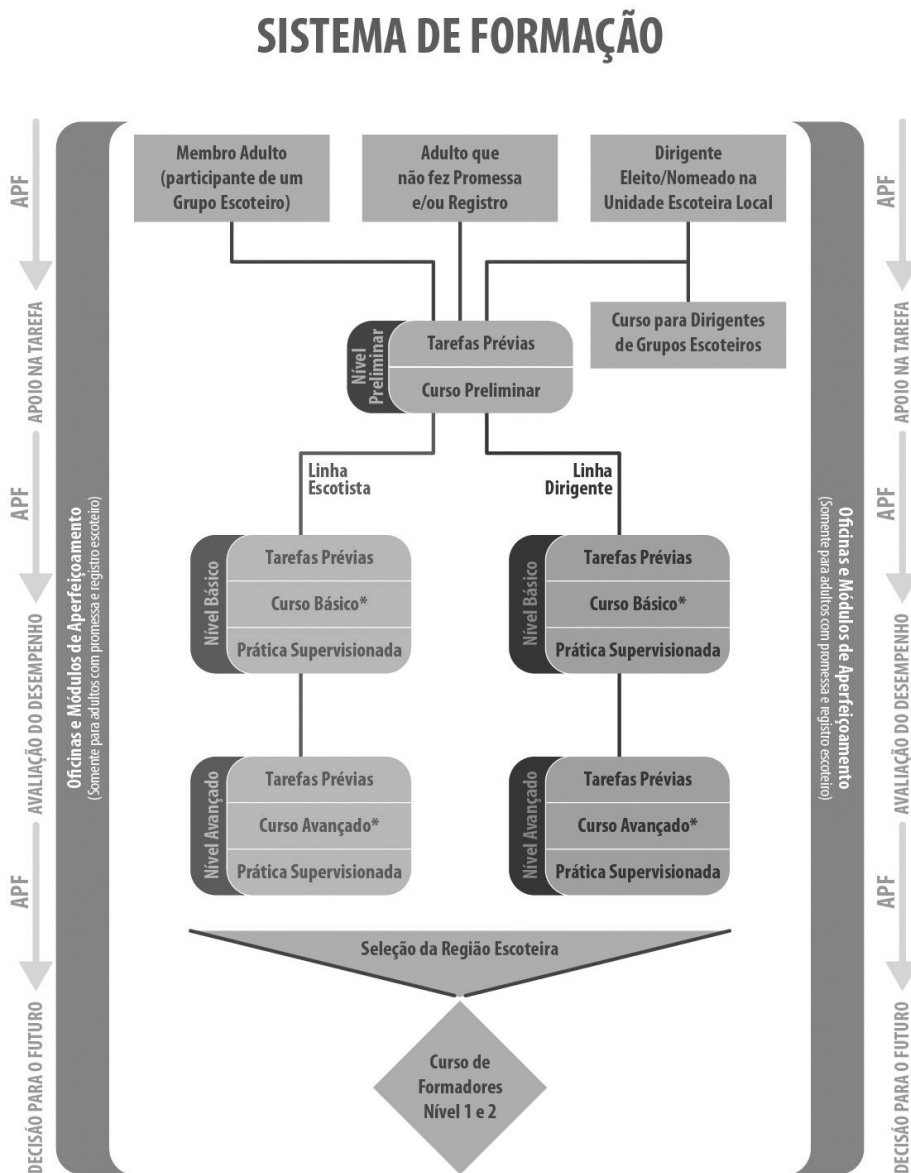 SISTEMA DE FORMAÇÃO
APF
APOIO NA TAREFA
APF
AVALIAÇÃO DO DESEMPENHO
APF
DECISÃO PARA O FUTURO
Oficinas e Módulos de Aperfeiçoamento
(Somente para adultos com promessa e registro escoteiro)
Membro Adulto
(participante de um
Grupo Escoteiro)
Adulto que
não fez Promessa
e/ou Registro
Dirigente
Eleito/Nomeado na
Unidade Escoteira Local
Curso para Dirigentes
de Grupos Escoteiros
Nível
Preliminar
Tarefas Prévias
Curso Preliminar
Linha
Escotista
Linha
Dirigente
Nível Básico
Tarefas Prévias
Curso Básico*
Prática Supervisionada
Nível Básico
Tarefas Prévias
Curso Básico*
Prática Supervisionada
Nível Avançado
Tarefas Prévias
Curso Avançado*
Prática Supervisionada
Nível Avançado
Tarefas Prévias
Curso Avançado*
Prática Supervisionada
Seleção da Região Escoteira
Curso de
Formadores
Nível 1 e 2
Oficinas e Módulos de Aperfeiçoamento
(Somente para adultos com promessa e registro escoteiro)
APF
APOIO NA TAREFA
APF
AVALIAÇÃO DO DESEMPENHO
APF
DECISÃO PARA O FUTURO